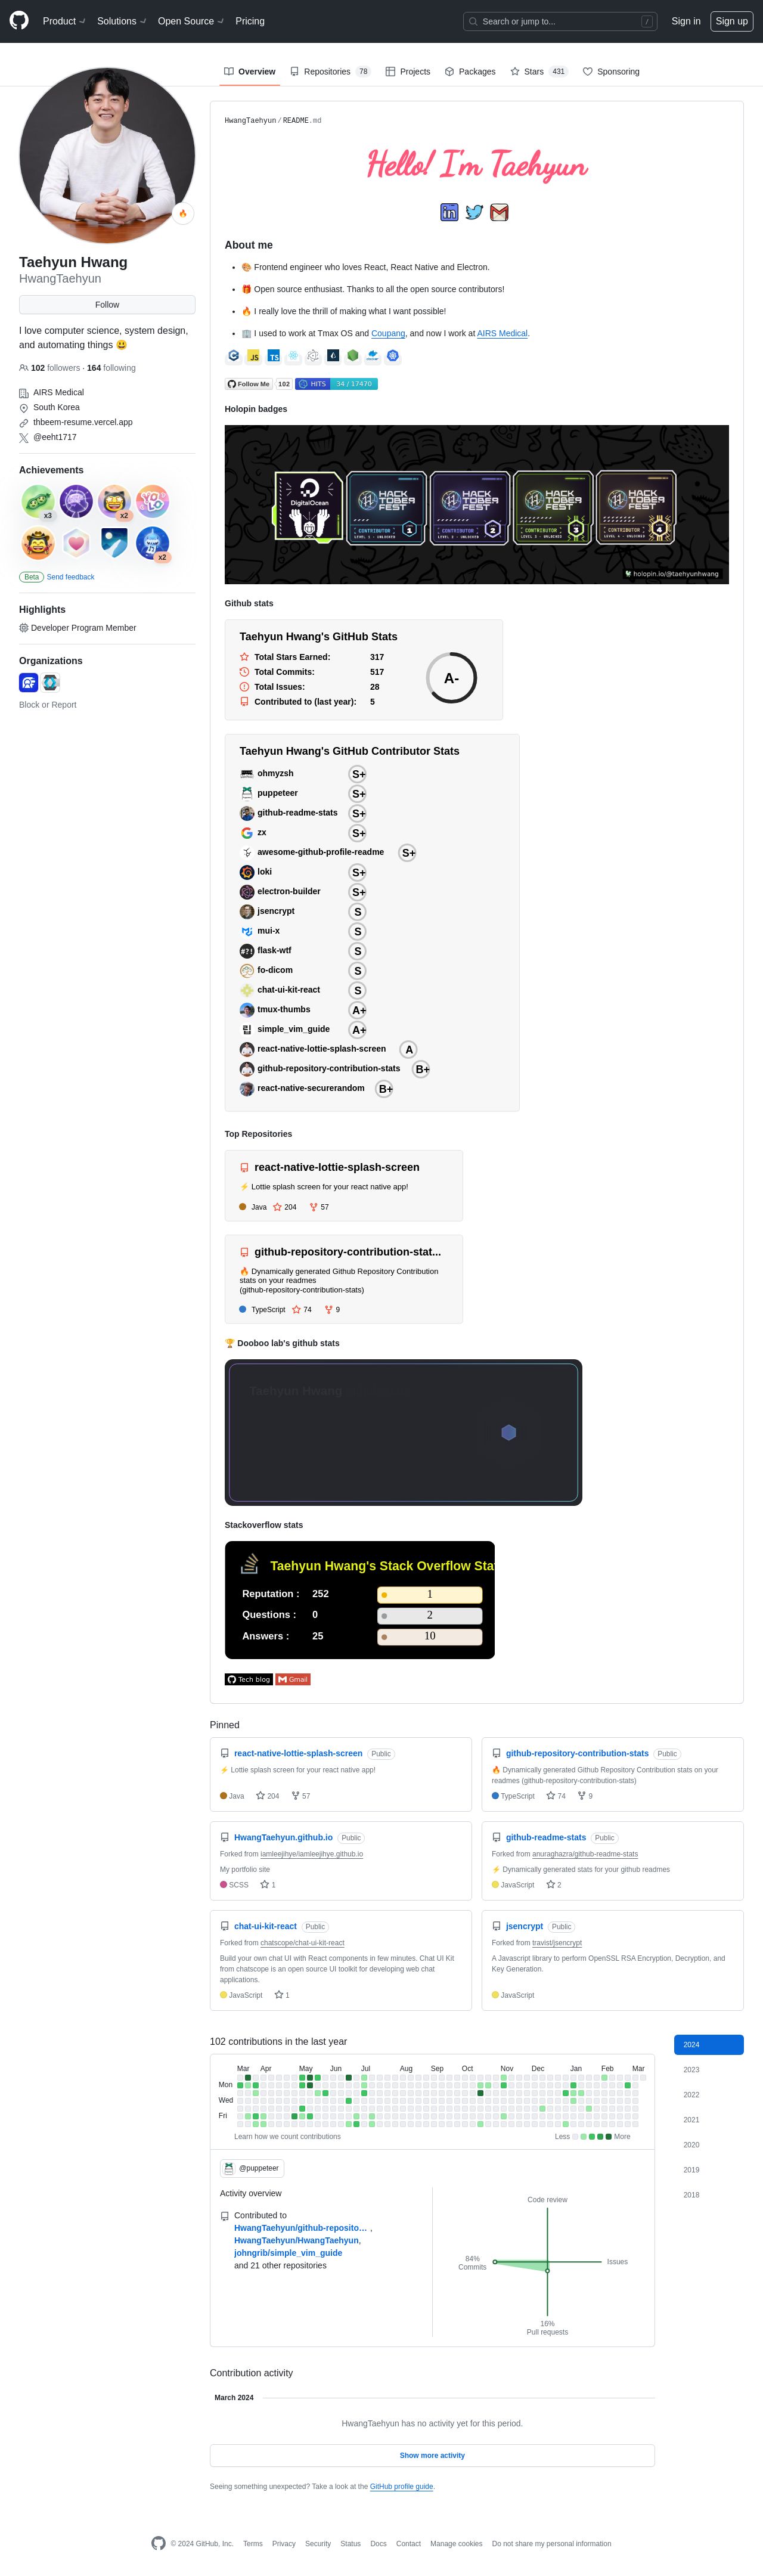 Product
Solutions
Open Source
Pricing
Search or jump to...
/
Sign in
Sign up
Overview
Repositories 78
Projects
Packages
Stars 431
Sponsoring
Taehyun Hwang
HwangTaehyun
Follow
I love computer science, system design,
and automating things 😃
102 followers · 164 following
AIRS Medical
South Korea
thbeem-resume.vercel.app
@eeht1717
Achievements
x3
x2
YOLO
x2
Beta Send feedback
Highlights
Developer Program Member
Organizations
Block or Report
HwangTaehyun / README.md
Hello! I'm Taehyun
About me
🎨 Frontend engineer who loves React, React Native and Electron.
🎁 Open source enthusiast. Thanks to all the open source contributors!
🔥 I really love the thrill of making what I want possible!
🏢 I used to work at Tmax OS and Coupang, and now I work at AIRS Medical.
JS
TS
Follow Me 102 HITS 34 / 17470
Holopin badges
DigitalOcean
HACKTOBERFEST
HACKTOBERFEST
HACKTOBERFEST
HACKTOBERFEST
CONTRIBUTOR
CONTRIBUTOR
CONTRIBUTOR
CONTRIBUTOR
LEVEL 1 - UNLOCKED
LEVEL 2 - UNLOCKED
LEVEL 3 - UNLOCKED
LEVEL 4 - UNLOCKED
holopin.io/@taehyunhwang
Github stats
Taehyun Hwang's GitHub Stats
Total Stars Earned: 317
Total Commits: 517
Total Issues: 28
Contributed to (last year): 5
A-
Taehyun Hwang's GitHub Contributor Stats
ohmyzsh S+
puppeteer S+
github-readme-stats S+
zx S+
awesome-github-profile-readme S+
loki S+
electron-builder S+
jsencrypt S
mui-x S
flask-wtf S
fo-dicom S
chat-ui-kit-react S
tmux-thumbs A+
simple_vim_guide A+
react-native-lottie-splash-screen A
github-repository-contribution-stats B+
react-native-securerandom B+
Top Repositories
react-native-lottie-splash-screen
⚡ Lottie splash screen for your react native app!
Java 204 57
github-repository-contribution-stat...
🔥 Dynamically generated Github Repository Contribution
stats on your readmes
(github-repository-contribution-stats)
TypeScript 74 9
🏆 Dooboo lab's github stats
Taehyun Hwang
Stackoverflow stats
Taehyun Hwang's Stack Overflow Sta
Reputation : 252
Questions : 0
Answers : 25
1
2
10
Tech blog Gmail
Pinned
react-native-lottie-splash-screen Public
⚡ Lottie splash screen for your react native app!
Java 204 57
github-repository-contribution-stats Public
🔥 Dynamically generated Github Repository Contribution stats on your
readmes (github-repository-contribution-stats)
TypeScript 74 9
HwangTaehyun.github.io Public
Forked from iamleejihye/iamleejihye.github.io
My portfolio site
SCSS 1
github-readme-stats Public
Forked from anuraghazra/github-readme-stats
⚡ Dynamically generated stats for your github readmes
JavaScript 2
chat-ui-kit-react Public
Forked from chatscope/chat-ui-kit-react
Build your own chat UI with React components in few minutes. Chat UI Kit
from chatscope is an open source UI toolkit for developing web chat
applications.
JavaScript 1
jsencrypt Public
Forked from travist/jsencrypt
A Javascript library to perform OpenSSL RSA Encryption, Decryption, and
Key Generation.
JavaScript
102 contributions in the last year
Mar Apr May Jun Jul Aug Sep Oct Nov Dec Jan Feb Mar
Mon
Wed
Fri
Learn how we count contributions
Less More
2024
2023
2022
2021
2020
2019
2018
@puppeteer
Activity overview
Contributed to
HwangTaehyun/github-reposito… ,
HwangTaehyun/HwangTaehyun,
johngrib/simple_vim_guide
and 21 other repositories
Code review
84%
Commits
Issues
16%
Pull requests
Contribution activity
March 2024
HwangTaehyun has no activity yet for this period.
Show more activity
Seeing something unexpected? Take a look at the GitHub profile guide.
© 2024 GitHub, Inc.
Terms
Privacy
Security
Status
Docs
Contact
Manage cookies
Do not share my personal information